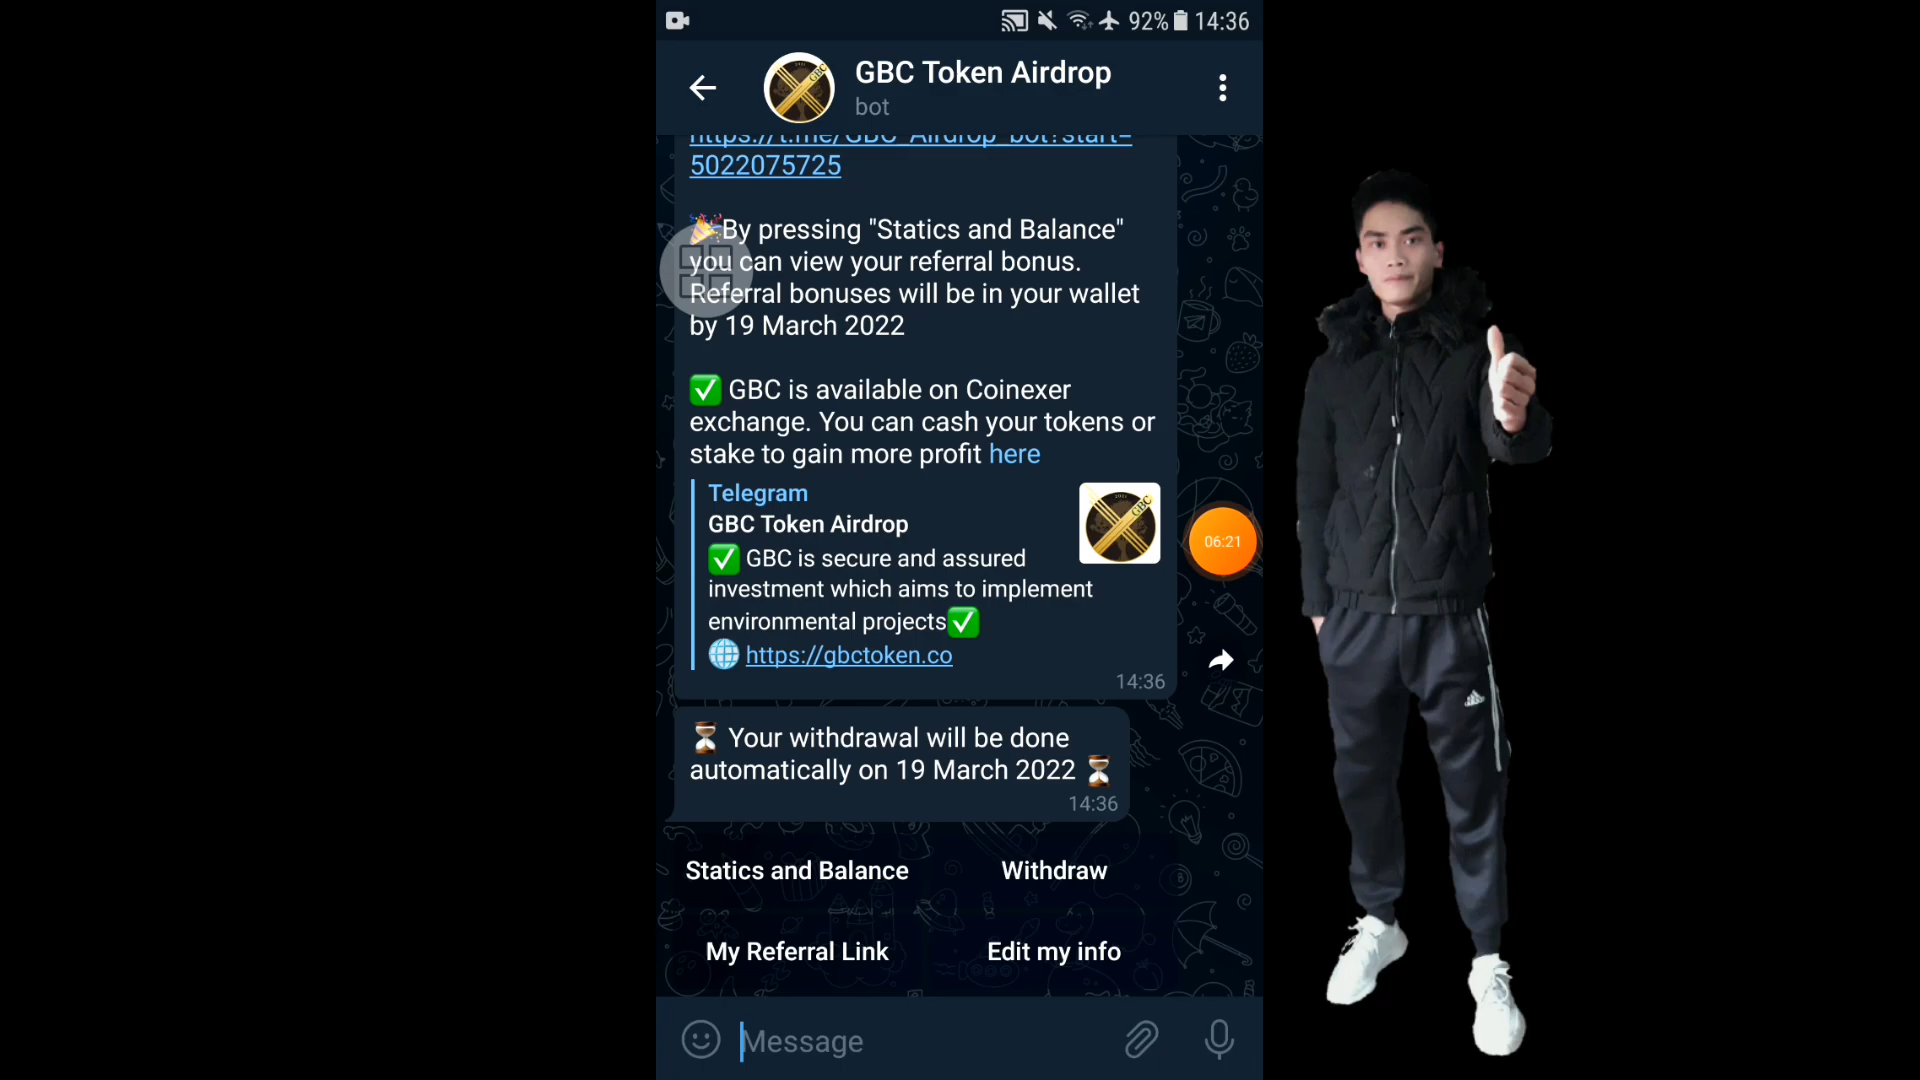 92% 14:36
GBC Token Airdrop
bot
https://t.me/GBC_Airdrop_bot?start=
5022075725
🎉By pressing "Statics and Balance"
you can view your referral bonus.
Referral bonuses will be in your wallet
by 19 March 2022
✅ GBC is available on Coinexer
exchange. You can cash your tokens or
stake to gain more profit here
Telegram
GBC Token Airdrop
✅ GBC is secure and assured
investment which aims to implement
environmental projects✅
🌐 https://gbctoken.co
14:36
06:21
⏳ Your withdrawal will be done
automatically on 19 March 2022 ⏳
14:36
Statics and Balance
Withdraw
My Referral Link
Edit my info
Message